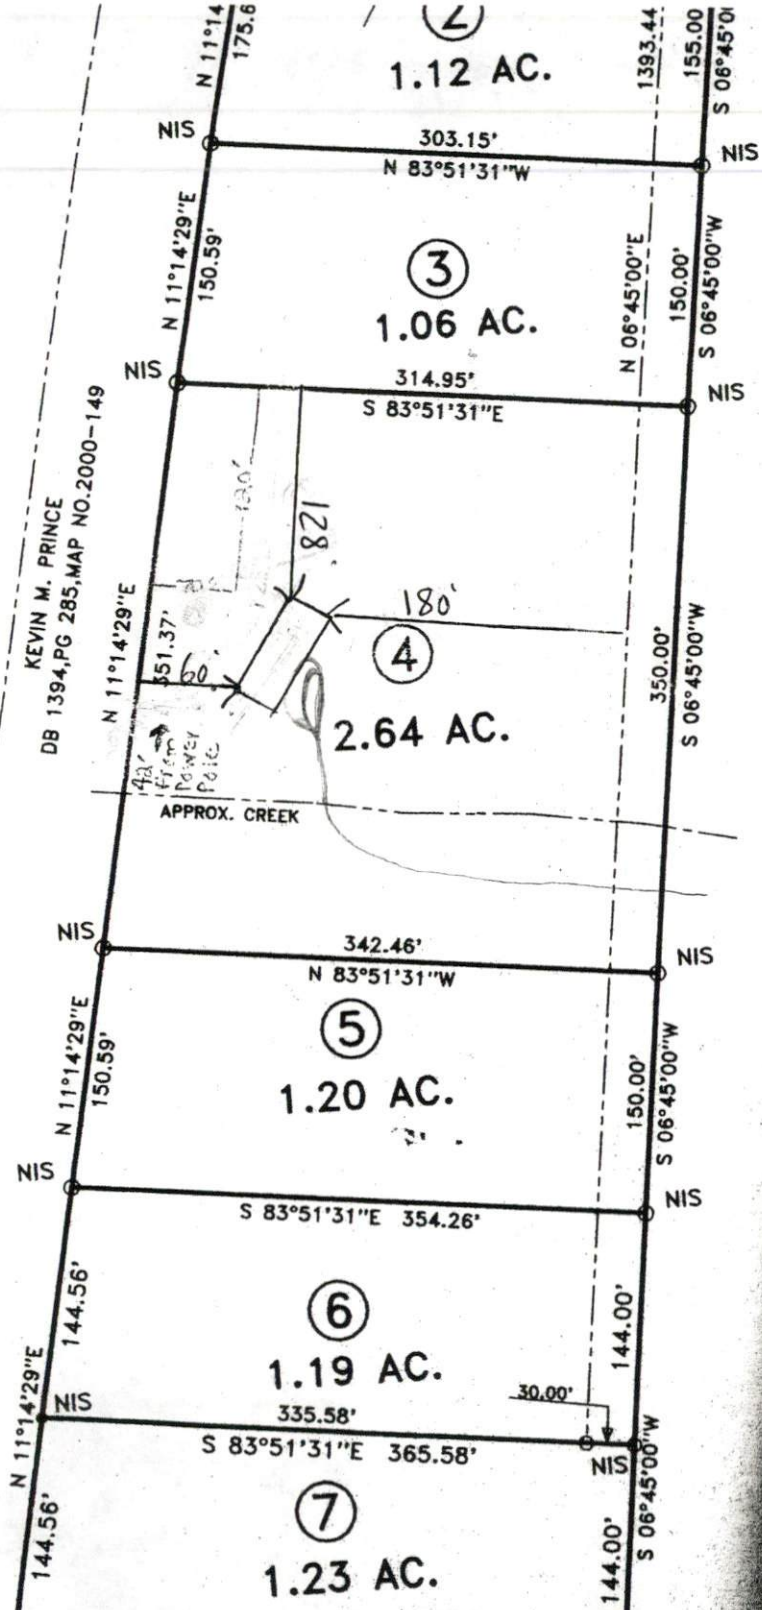 2
1.12 AC.
N 11°14
175.6
1393.44
155.00
S 06°45'0
NIS
303.15'
N 83°51'31"W
NIS
N 11°14'29"E
150.59'
3
1.06 AC.
N 06°45'00"E
150.00'
S 06°45'00"W
NIS
314.95'
S 83°51'31"E
NIS
KEVIN M. PRINCE
DB 1394,PG 285,MAP NO.2000-149
128'
180'
N 11°14'29"E
351.37'
60'
4
2.64 AC.
350.00'
S 06°45'00"W
42'
From
Power
Pole
APPROX. CREEK
NIS
342.46'
N 83°51'31"W
NIS
N 11°14'29"E
150.59'
5
1.20 AC.
150.00'
S 06°45'00"W
NIS
S 83°51'31"E 354.26'
NIS
144.56'
6
1.19 AC.
144.00'
N 11°14'29"E
NIS
30.00'
335.58'
S 83°51'31"E 365.58'
NIS
S 06°45'00"W
144.56'
7
1.23 AC.
144.00'